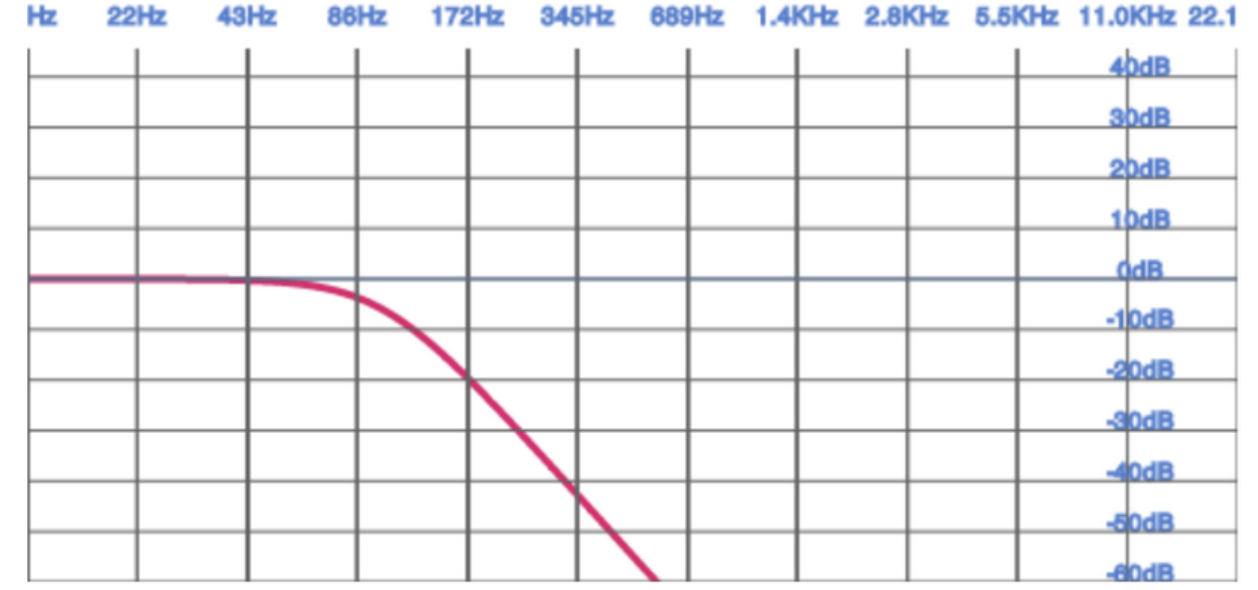 Hz 22Hz 43Hz 86Hz 172Hz 345Hz 689Hz 1.4KHz 2.8KHz 5.5KHz 11.0KHz 22.1
40dB
30dB
20dB
10dB
0dB
-10dB
-20dB
-30dB
-40dB
-50dB
-60dB